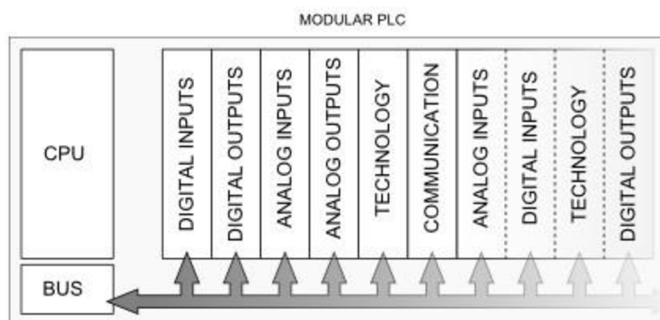 MODULAR PLC
CPU
DIGITAL INPUTS
DIGITAL OUTPUTS
ANALOG INPUTS
ANALOG OUTPUTS
TECHNOLOGY
COMMUNICATION
ANALOG INPUTS
DIGITAL INPUTS
TECHNOLOGY
DIGITAL OUTPUTS
BUS